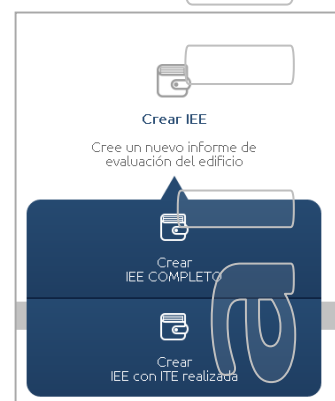 Crear IEE
Cree un nuevo informe de
evaluación del edificio
Crear
IEE COMPLETO
Crear
IEE con ITE realizada
a